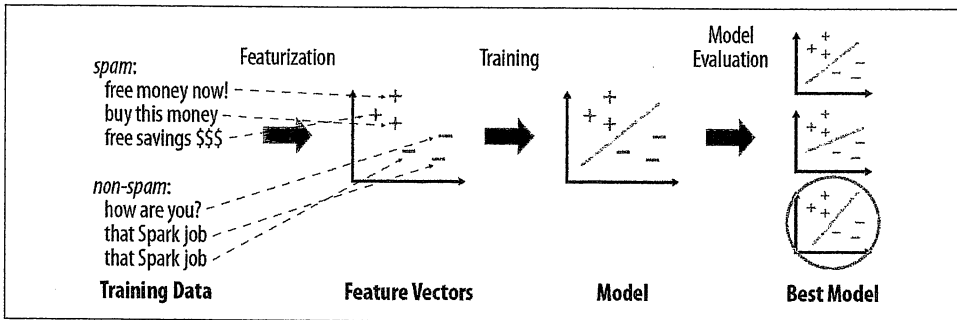 Featurization
Training
Model
Evaluation
spam:
free money now!
buy this money
free savings $$$
non-spam:
how are you?
that Spark job
that Spark job
Training Data
Feature Vectors
Model
Best Model